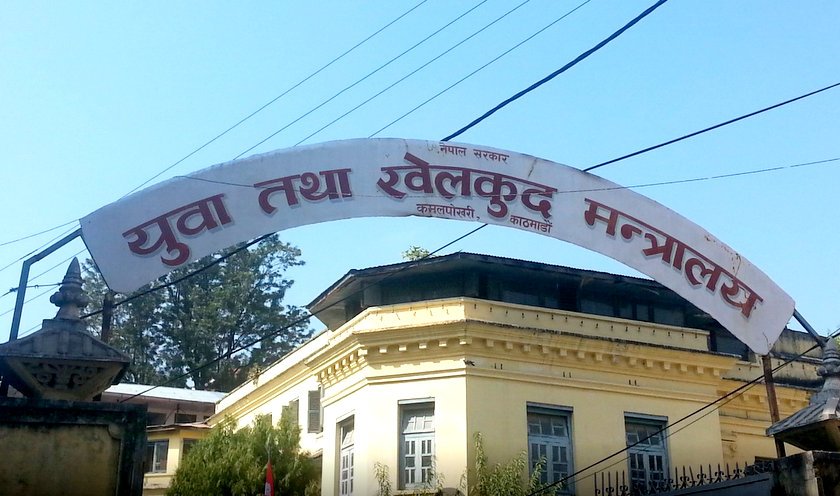 नेपाल सरकार
युवा तथा खेलकुद मन्त्रालय
कमलपोखरी, काठमाडौं